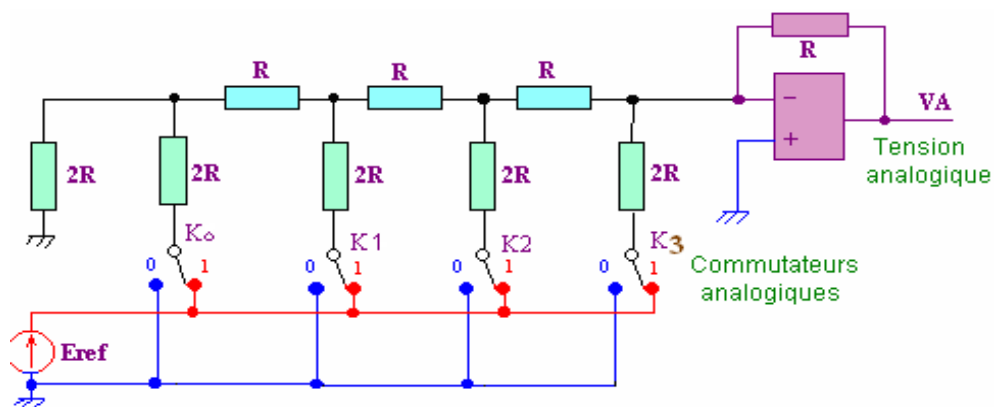 R
R
R
R
VA
Tension
analogique
2R
2R
2R
2R
2R
Ko
K1
K2
K3
Commutateurs
analogiques
0 1
0 1
0 1
0 1
Eref